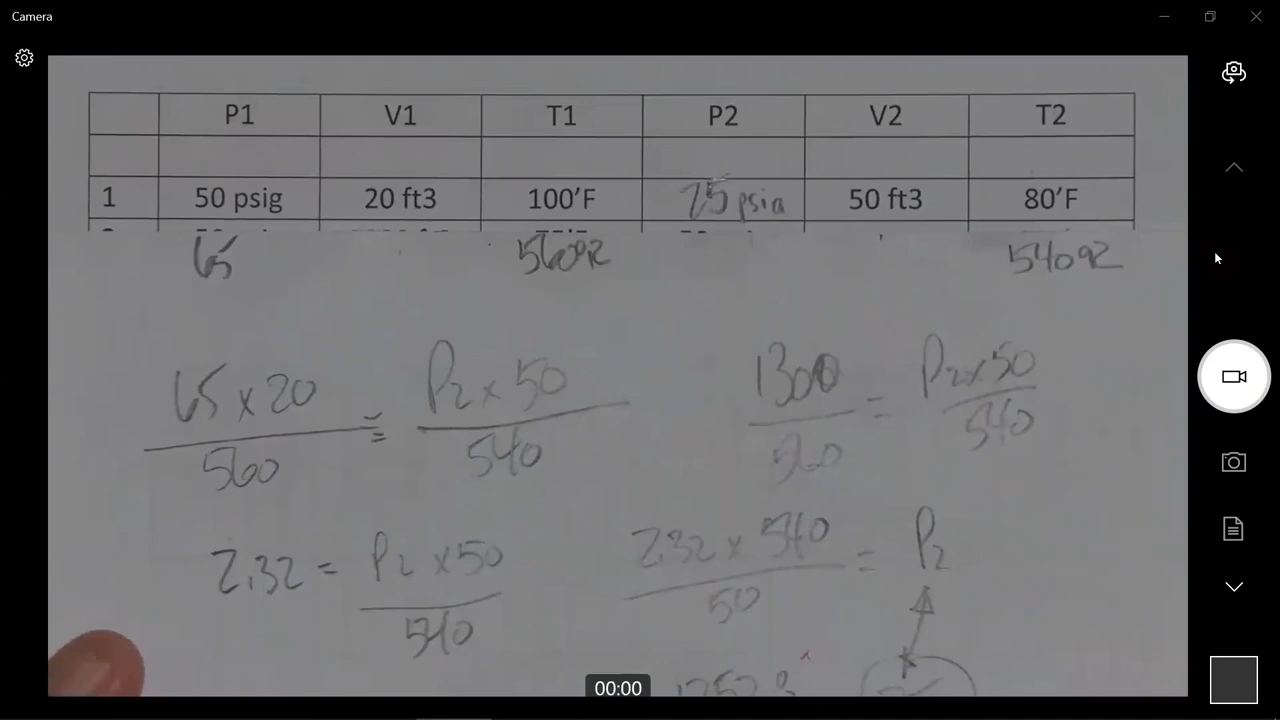 Camera
P1 V1 T1 P2 V2 T2
1 50 psig 20 ft3 100'F 25 psia 50 ft3 80'F
65 560°R 540°R
65 x 20 = P2 x 50 1300 = P2 x 50
560 540 560 540
2.32 = P2 x 50 2.32 x 540 = P2
540 50
00:00